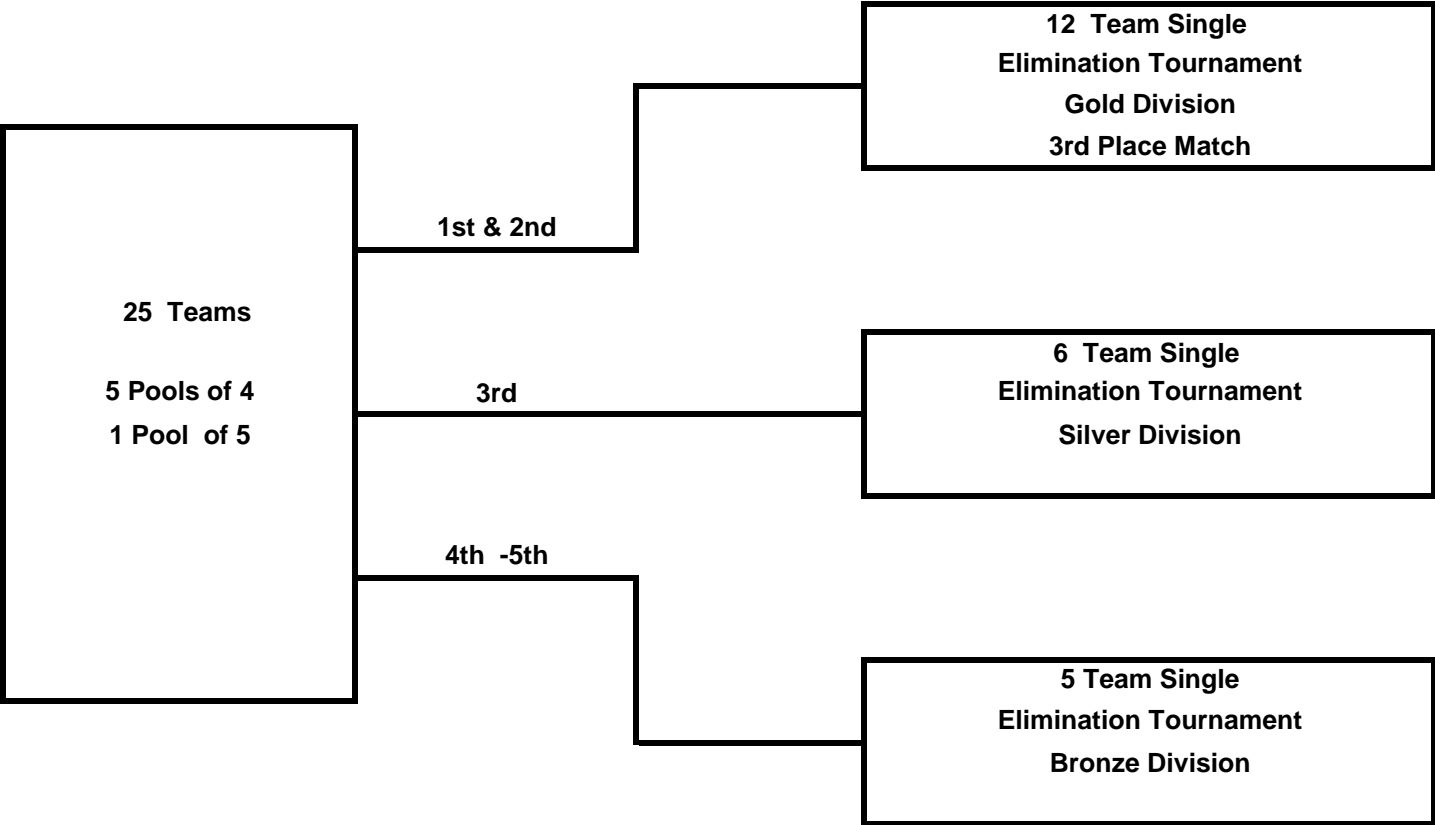 25 Teams
5 Pools of 4
1 Pool of 5
1st & 2nd
3rd
4th -5th
12 Team Single
Elimination Tournament
Gold Division
3rd Place Match
6 Team Single
Elimination Tournament
Silver Division
5 Team Single
Elimination Tournament
Bronze Division